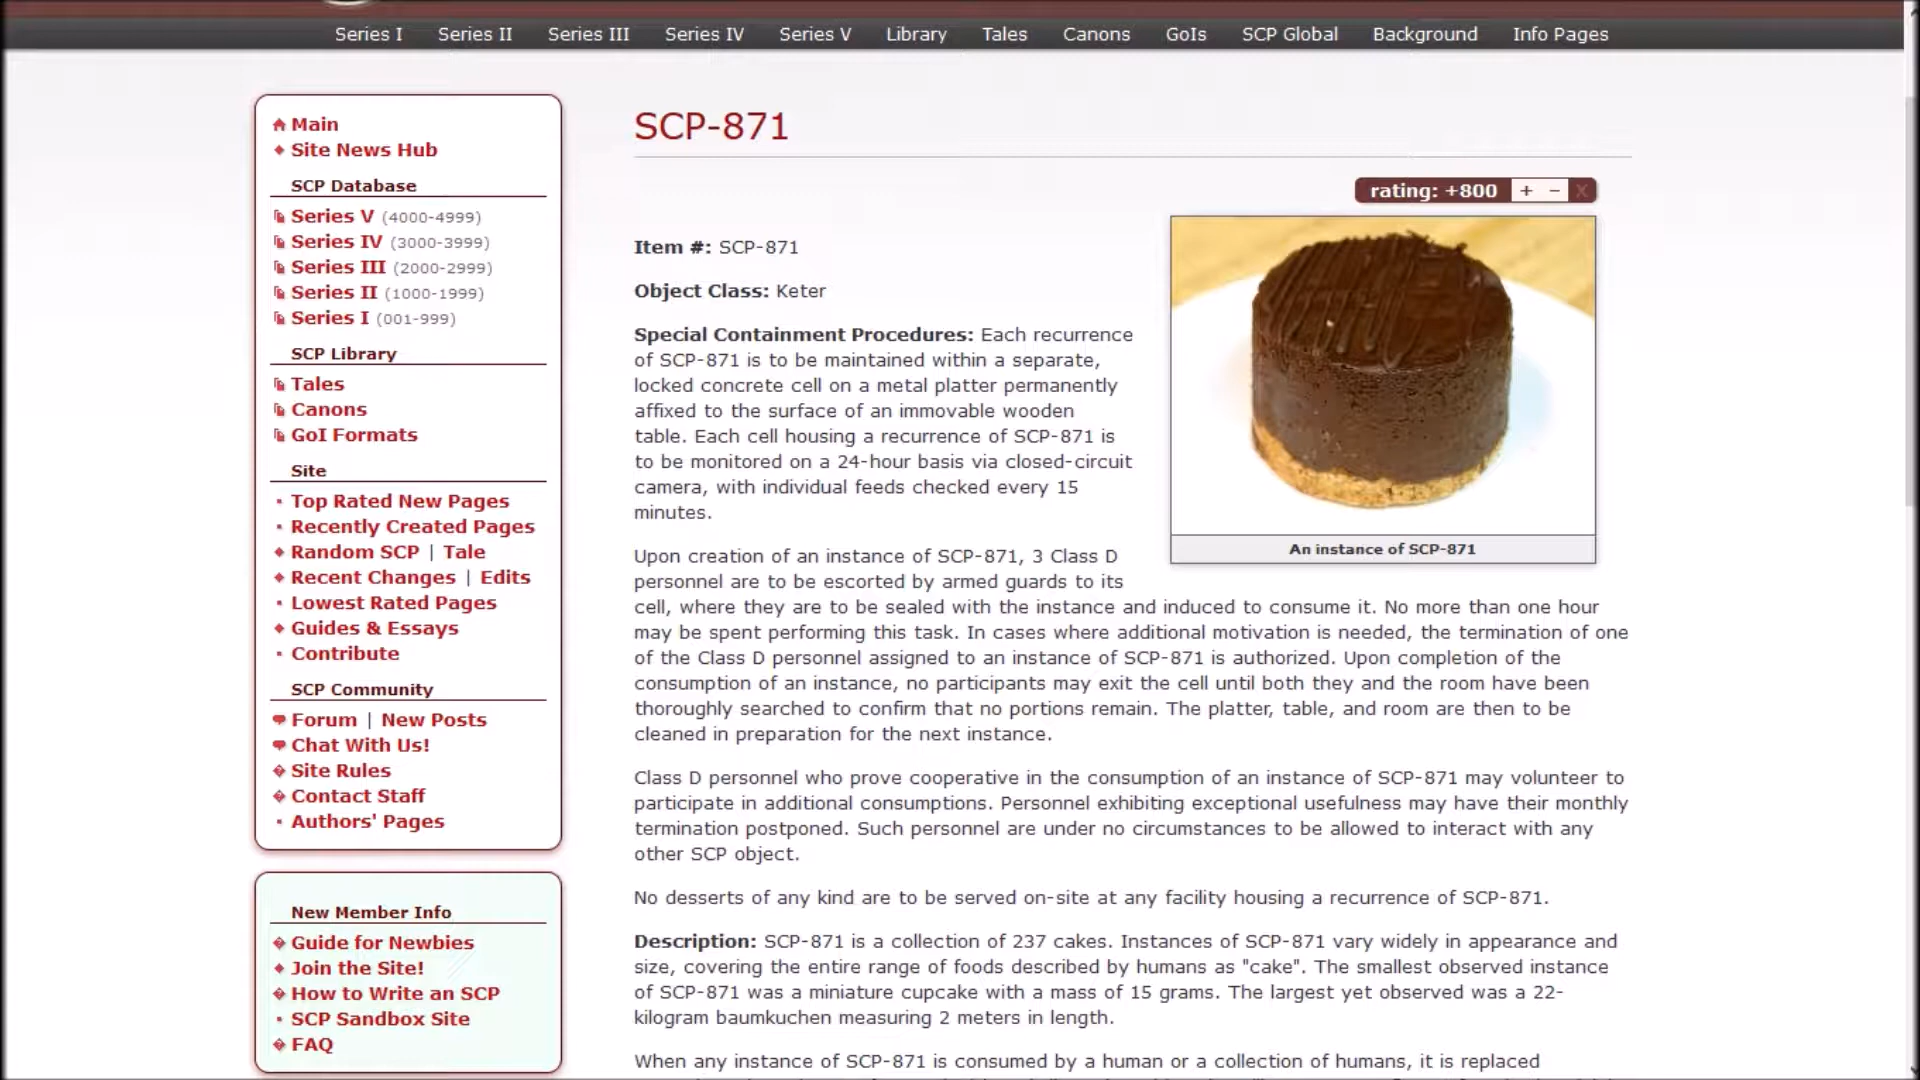 Series I Series II Series III Series IV Series V Library Tales Canons GoIs SCP Global Background Info Pages
Main
Site News Hub
SCP Database
Series V (4000-4999)
Series IV (3000-3999)
Series III (2000-2999)
Series II (1000-1999)
Series I (001-999)
SCP Library
Tales
Canons
GoI Formats
Site
Top Rated New Pages
Recently Created Pages
Random SCP | Tale
Recent Changes | Edits
Lowest Rated Pages
Guides & Essays
Contribute
SCP Community
Forum | New Posts
Chat With Us!
Site Rules
Contact Staff
Authors' Pages
New Member Info
Guide for Newbies
Join the Site!
How to Write an SCP
SCP Sandbox Site
FAQ
SCP-871
rating: +800 + − X
Item #: SCP-871
Object Class: Keter
Special Containment Procedures: Each recurrence
of SCP-871 is to be maintained within a separate,
locked concrete cell on a metal platter permanently
affixed to the surface of an immovable wooden
table. Each cell housing a recurrence of SCP-871 is
to be monitored on a 24-hour basis via closed-circuit
camera, with individual feeds checked every 15
minutes.
An instance of SCP-871
Upon creation of an instance of SCP-871, 3 Class D
personnel are to be escorted by armed guards to its
cell, where they are to be sealed with the instance and induced to consume it. No more than one hour
may be spent performing this task. In cases where additional motivation is needed, the termination of one
of the Class D personnel assigned to an instance of SCP-871 is authorized. Upon completion of the
consumption of an instance, no participants may exit the cell until both they and the room have been
thoroughly searched to confirm that no portions remain. The platter, table, and room are then to be
cleaned in preparation for the next instance.
Class D personnel who prove cooperative in the consumption of an instance of SCP-871 may volunteer to
participate in additional consumptions. Personnel exhibiting exceptional usefulness may have their monthly
termination postponed. Such personnel are under no circumstances to be allowed to interact with any
other SCP object.
No desserts of any kind are to be served on-site at any facility housing a recurrence of SCP-871.
Description: SCP-871 is a collection of 237 cakes. Instances of SCP-871 vary widely in appearance and
size, covering the entire range of foods described by humans as "cake". The smallest observed instance
of SCP-871 was a miniature cupcake with a mass of 15 grams. The largest yet observed was a 22-
kilogram baumkuchen measuring 2 meters in length.
When any instance of SCP-871 is consumed by a human or a collection of humans, it is replaced